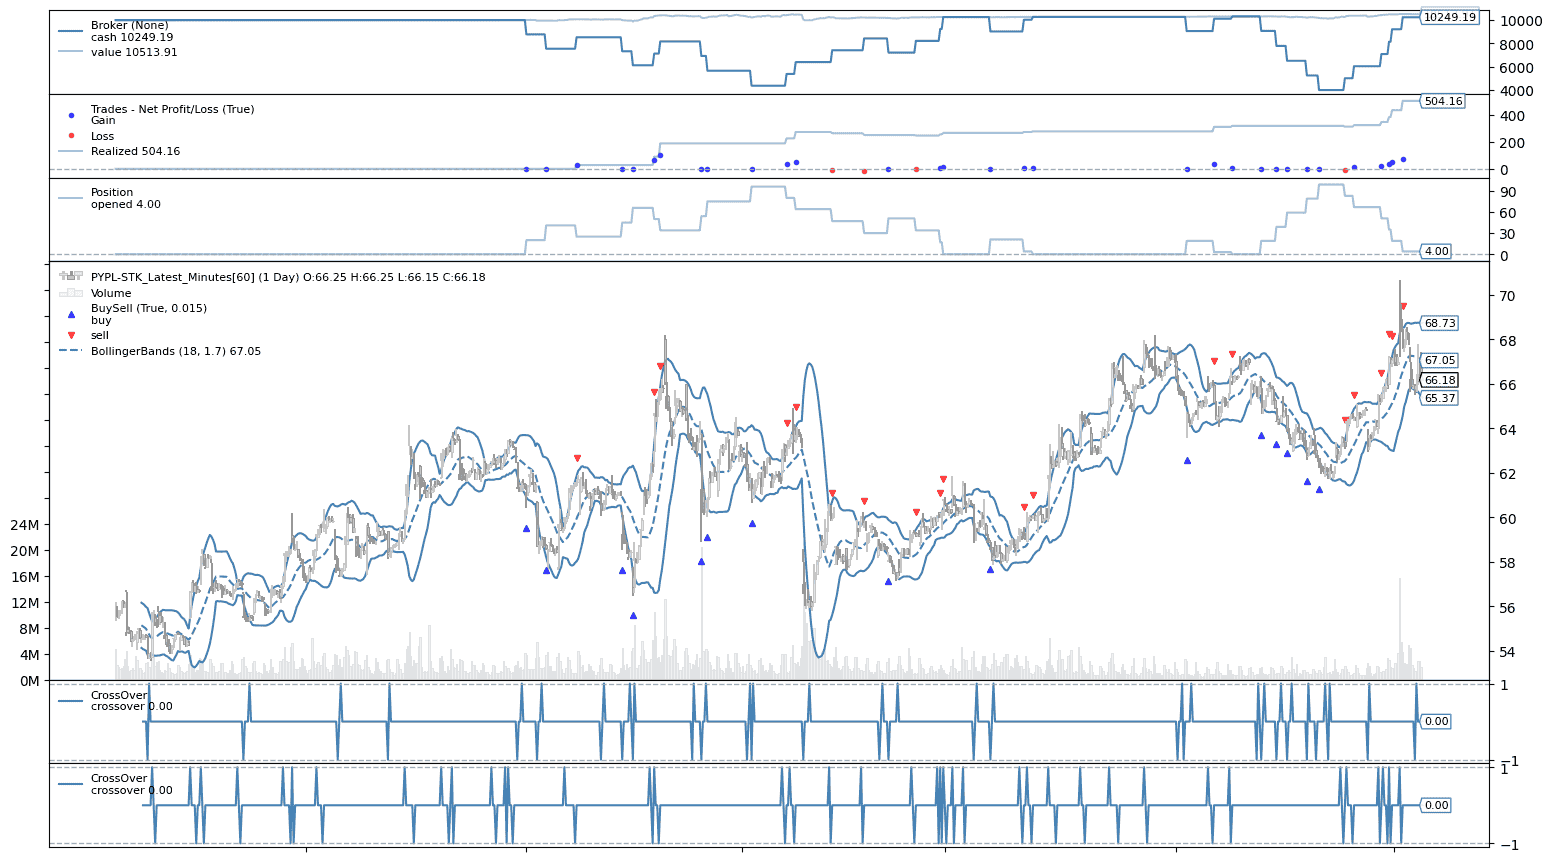 Broker (None)
cash 10249.19
value 10513.91
10249.19
10000
8000
6000
4000
Trades - Net Profit/Loss (True)
Gain
Loss
Realized 504.16
504.16
400
200
0
Position
opened 4.00
90
60
30
0
4.00
PYPL-STK_Latest_Minutes[60] (1 Day) O:66.25 H:66.25 L:66.15 C:66.18
Volume
BuySell (True, 0.015)
buy
sell
BollingerBands (18, 1.7) 67.05
70
68
66
64
62
60
58
56
54
68.73
67.05
66.18
65.37
24M
20M
16M
12M
8M
4M
0M
CrossOver
crossover 0.00
1
0.00
−1
CrossOver
crossover 0.00
1
0.00
−1